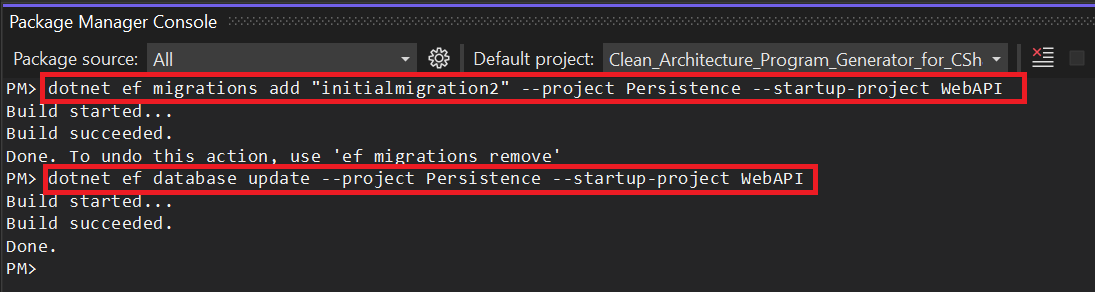 Package Manager Console
Package source: All Default project: Clean_Architecture_Program_Generator_for_CSh
PM> dotnet ef migrations add "initialmigration2" --project Persistence --startup-project WebAPI
Build started...
Build succeeded.
Done. To undo this action, use 'ef migrations remove'
PM> dotnet ef database update --project Persistence --startup-project WebAPI
Build started...
Build succeeded.
Done.
PM>